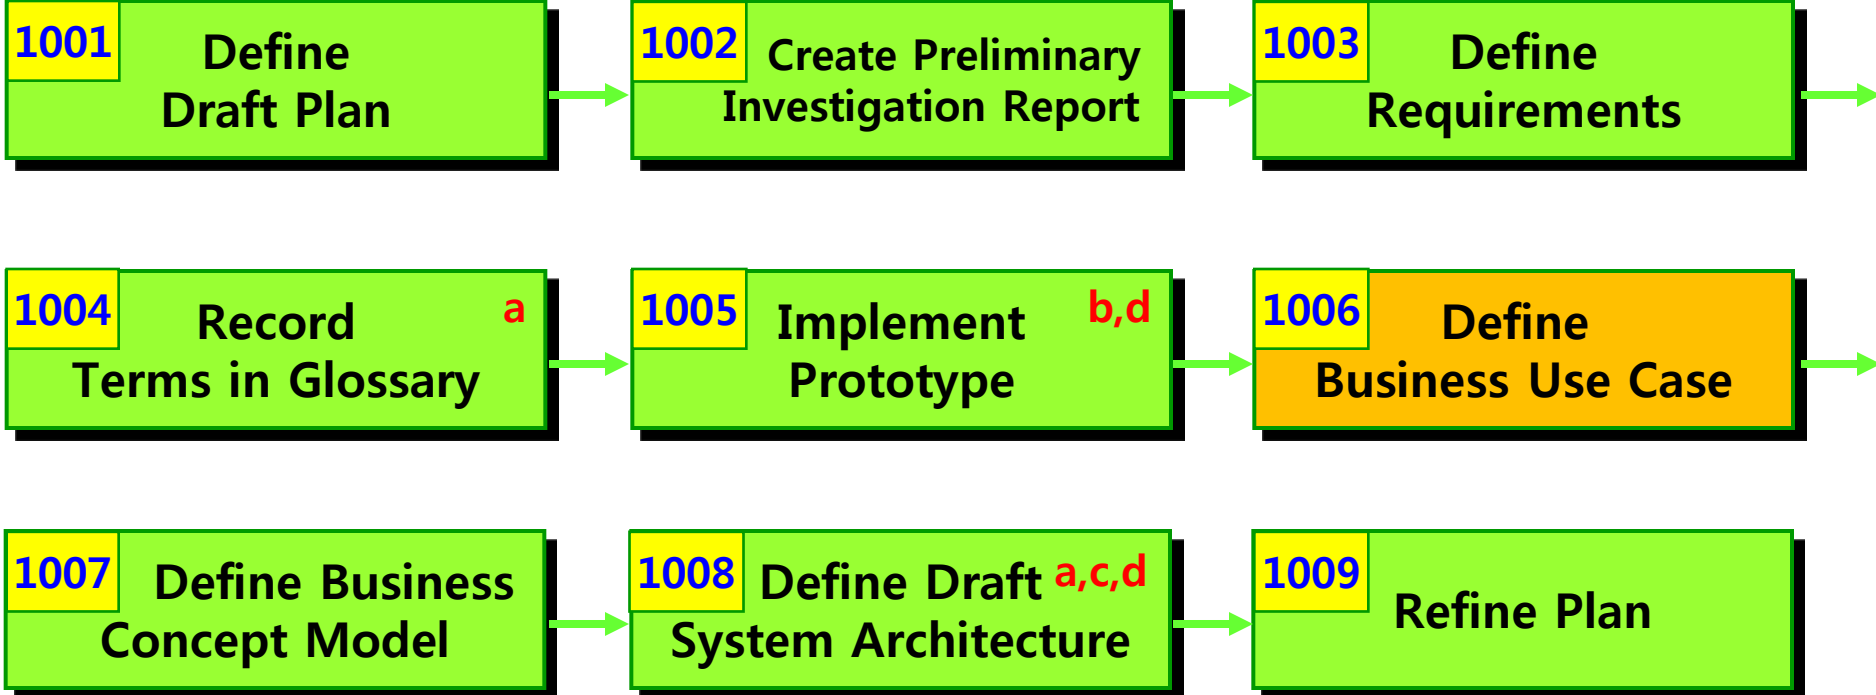 1001
Define
Draft Plan
1002
Create Preliminary
Investigation Report
1003
Define
Requirements
1004
Record
a
Terms in Glossary
1005
Implement
b,d
Prototype
1006
Define
Business Use Case
1007
Define Business
Concept Model
1008
Define Draft
a,c,d
System Architecture
1009
Refine Plan